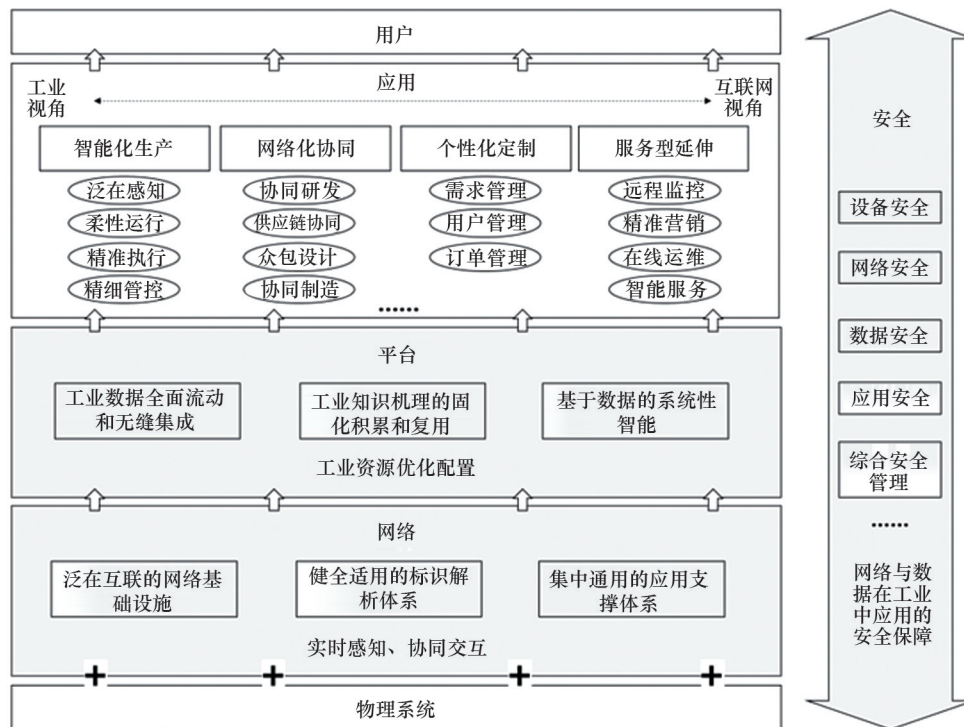 用户
应用
工业
视角
互联网
视角
智能化生产
网络化协同
个性化定制
服务型延伸
泛在感知
协同研发
需求管理
远程监控
柔性运行
供应链协同
用户管理
精准营销
精准执行
众包设计
订单管理
在线运维
精细管控
协同制造
智能服务
······
平台
工业数据全面流动
和无缝集成
工业知识机理的固
化积累和复用
基于数据的系统性
智能
工业资源优化配置
网络
泛在互联的网络基
础设施
健全适用的标识解
析体系
集中通用的应用支
撑体系
实时感知、协同交互
物理系统
安全
设备安全
网络安全
数据安全
应用安全
综合安全
管理
······
网络与数
据在工业
中应用的
安全保障